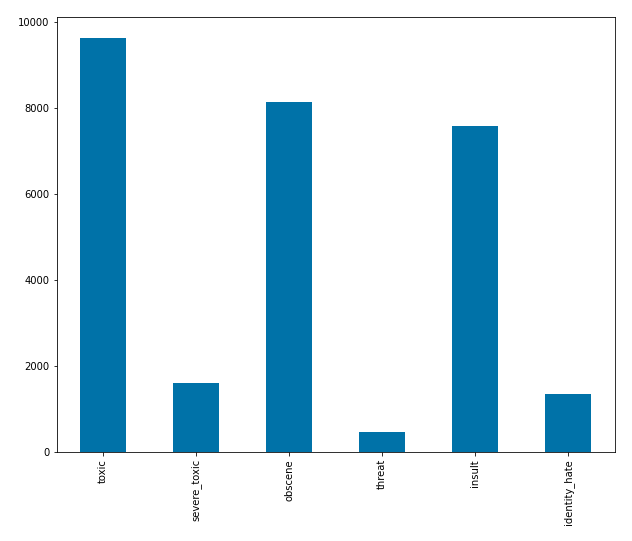 10000
8000
6000
4000
2000
0
toxic
severe_toxic
obscene
threat
insult
identity_hate